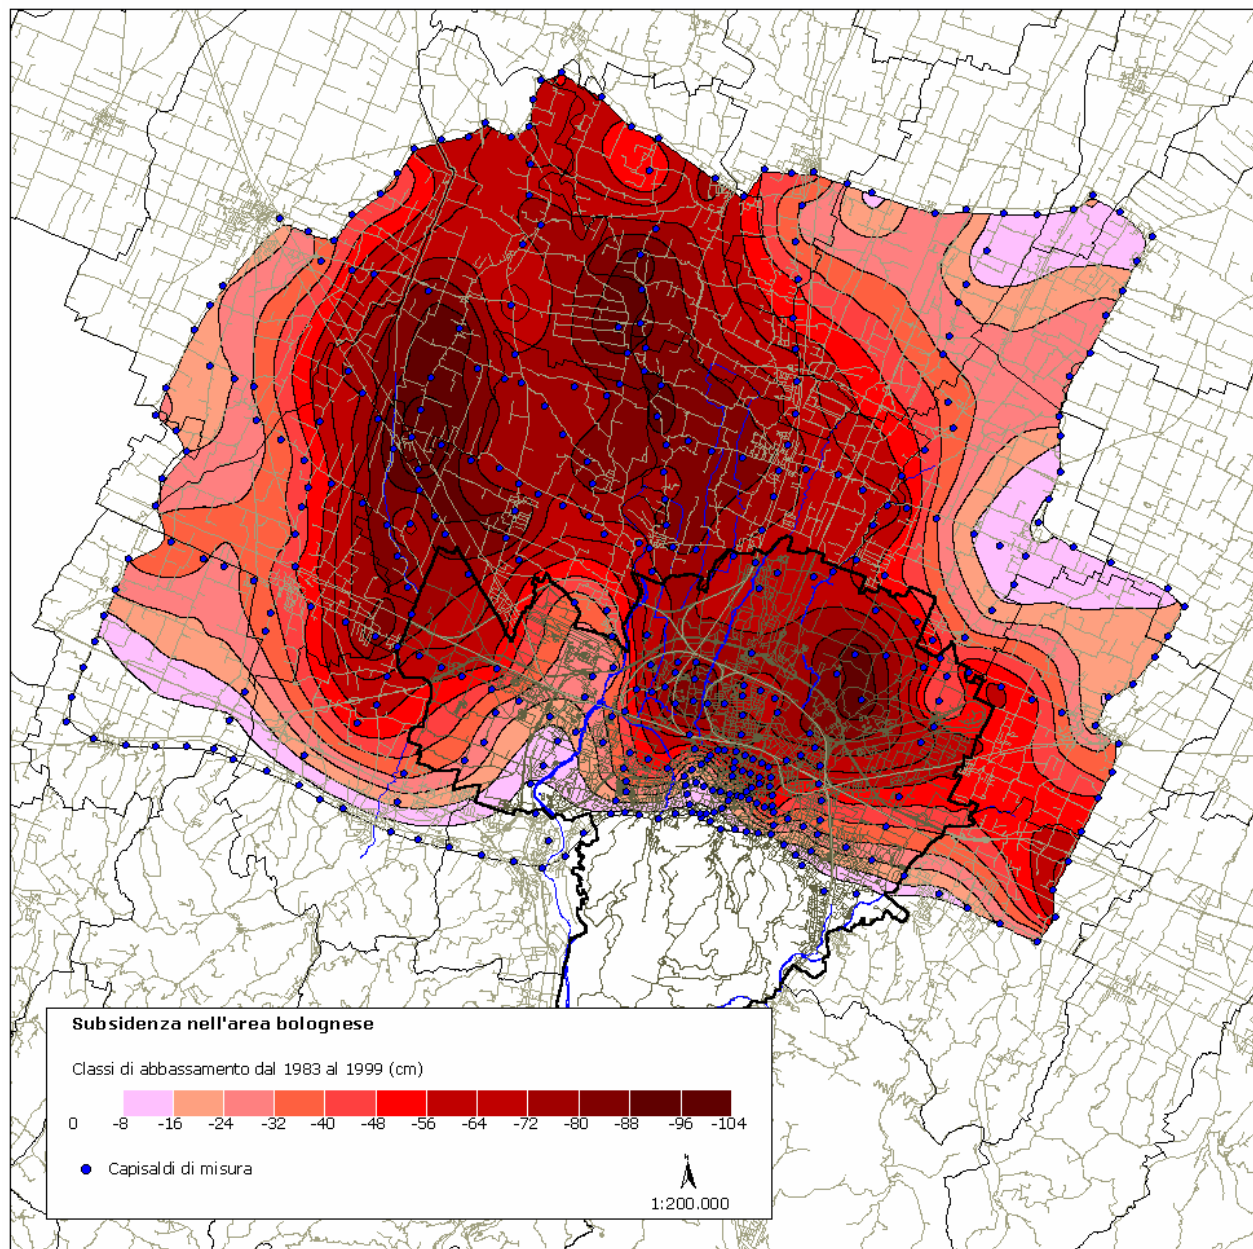 Subsidenza nell'area bolognese
Classi di abbassamento dal 1983 al 1999 (cm)
0 -8 -16 -24 -32 -40 -48 -56 -64 -72 -80 -88 -96 -104
Capisaldi di misura
N
1:200.000